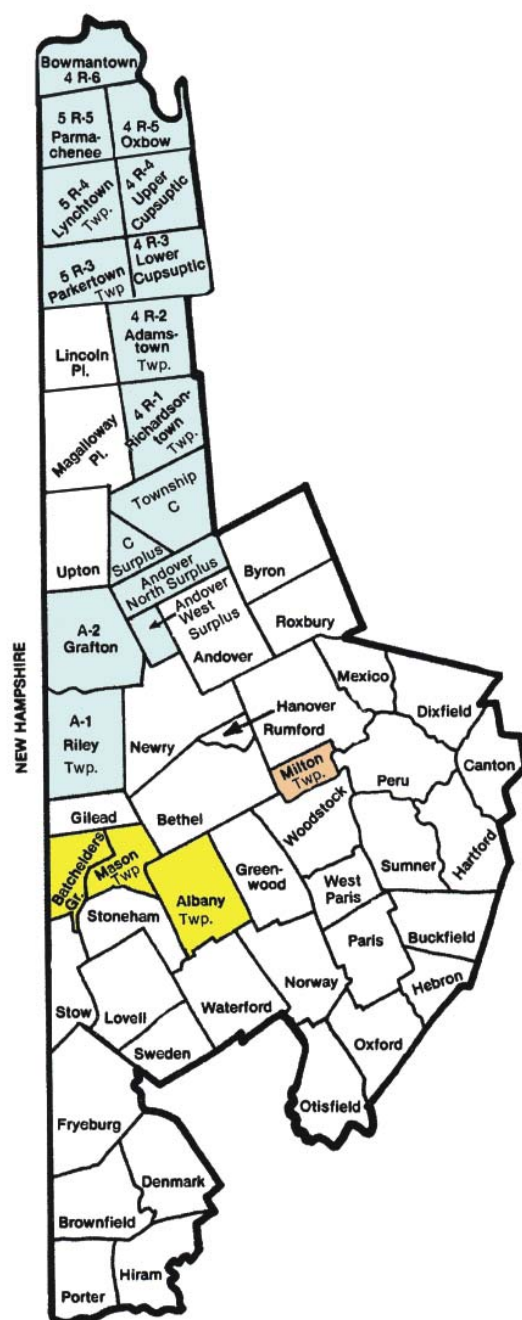 Bowmantown
4 R-6
5 R-5
Parma-
chenee
4 R-5
Oxbow
5 R-4
Lynchtown
Twp.
4 R-4
Upper
Cupsuptic
5 R-3
Parkertown
Twp
4 R-3
Lower
Cupsuptic
Lincoln
Pl.
4 R-2
Adams-
town
Twp.
Magalloway
Pl.
4 R-1
Richardson-
town
Twp.
Township
C
C
Surplus
Upton
Andover
North Surplus
Byron
Andover
West
Surplus
Andover
Roxbury
A-2
Grafton
NEW HAMPSHIRE
A-1
Riley
Twp.
Newry
Hanover
Rumford
Mexico
Dixfield
Milton
Twp.
Peru
Canton
Gilead
Bethel
Woodstock
Batchelders
Gr.
Mason
Twp
Stoneham
Albany
Twp.
Green-
wood
West
Paris
Sumner
Hartford
Paris
Buckfield
Hebron
Stow
Lovell
Waterford
Norway
Sweden
Oxford
Otisfield
Fryeburg
Denmark
Brownfield
Porter
Hiram